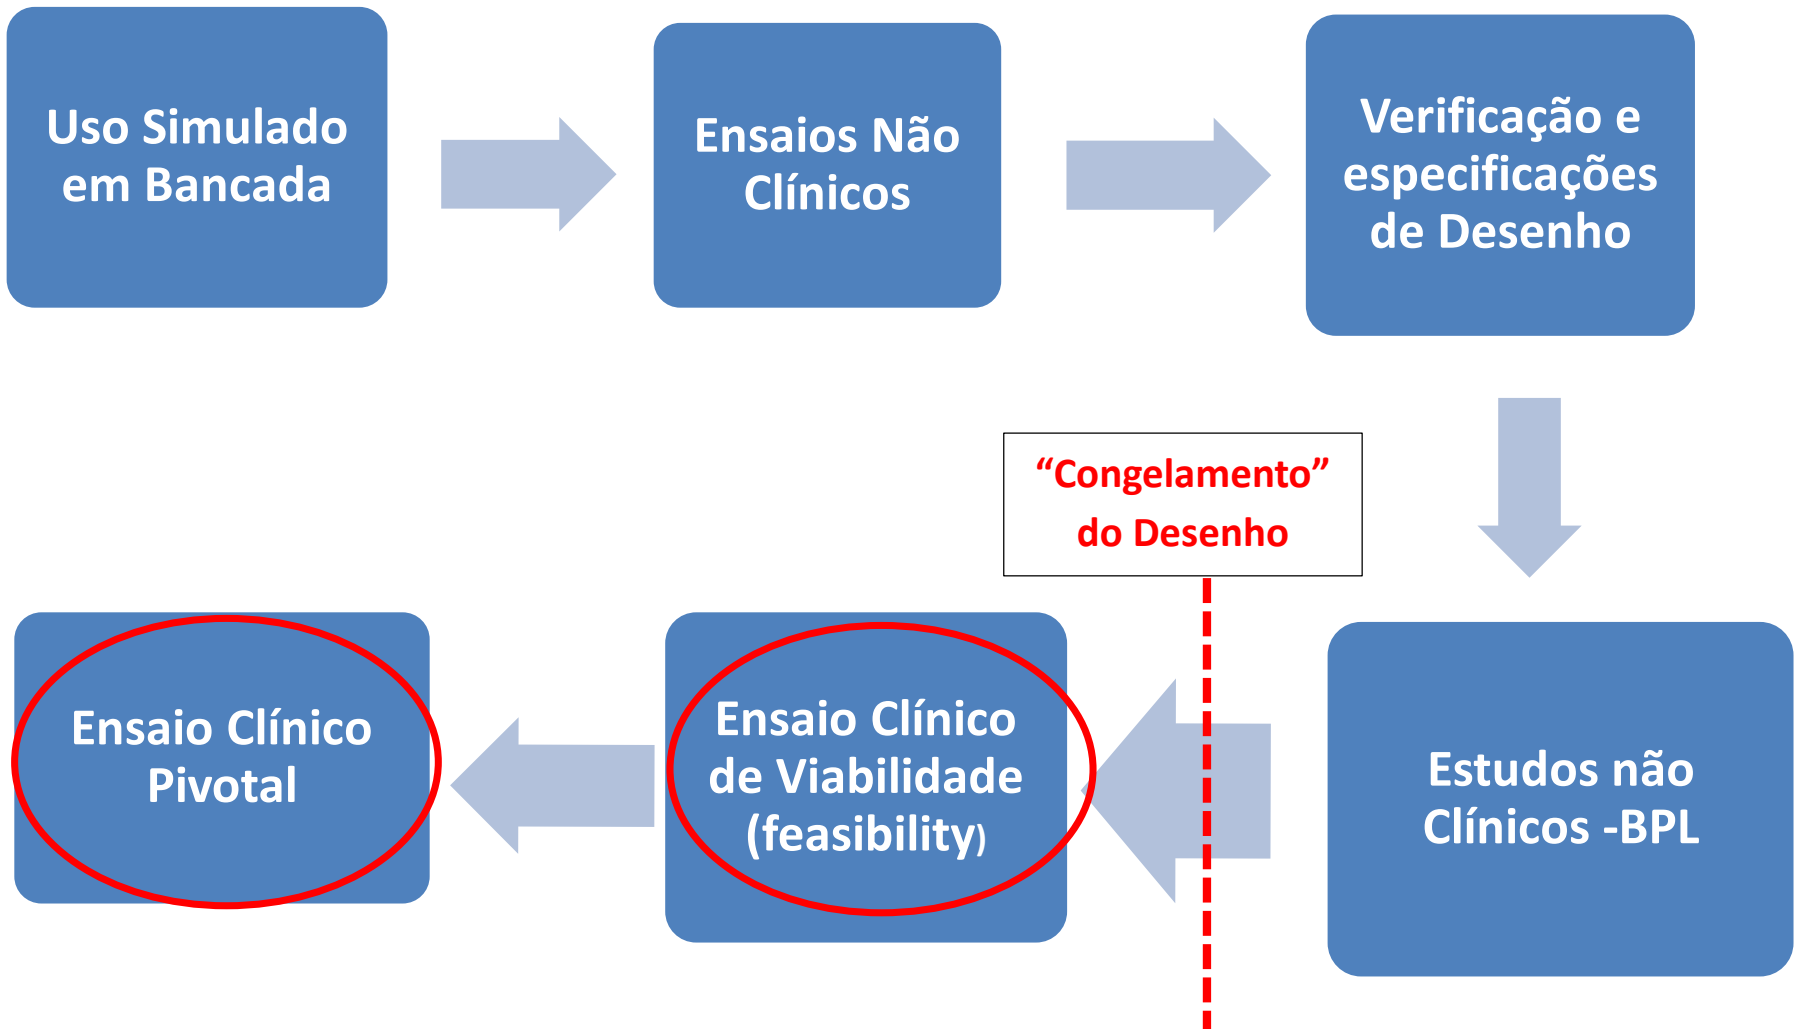 Uso Simulado
em Bancada
Ensaios Não
Clínicos
Verificação e
especificações
de Desenho
“Congelamento”
do Desenho
Ensaio Clínico
Pivotal
Ensaio Clínico
de Viabilidade
(feasibility)
Estudos não
Clínicos -BPL